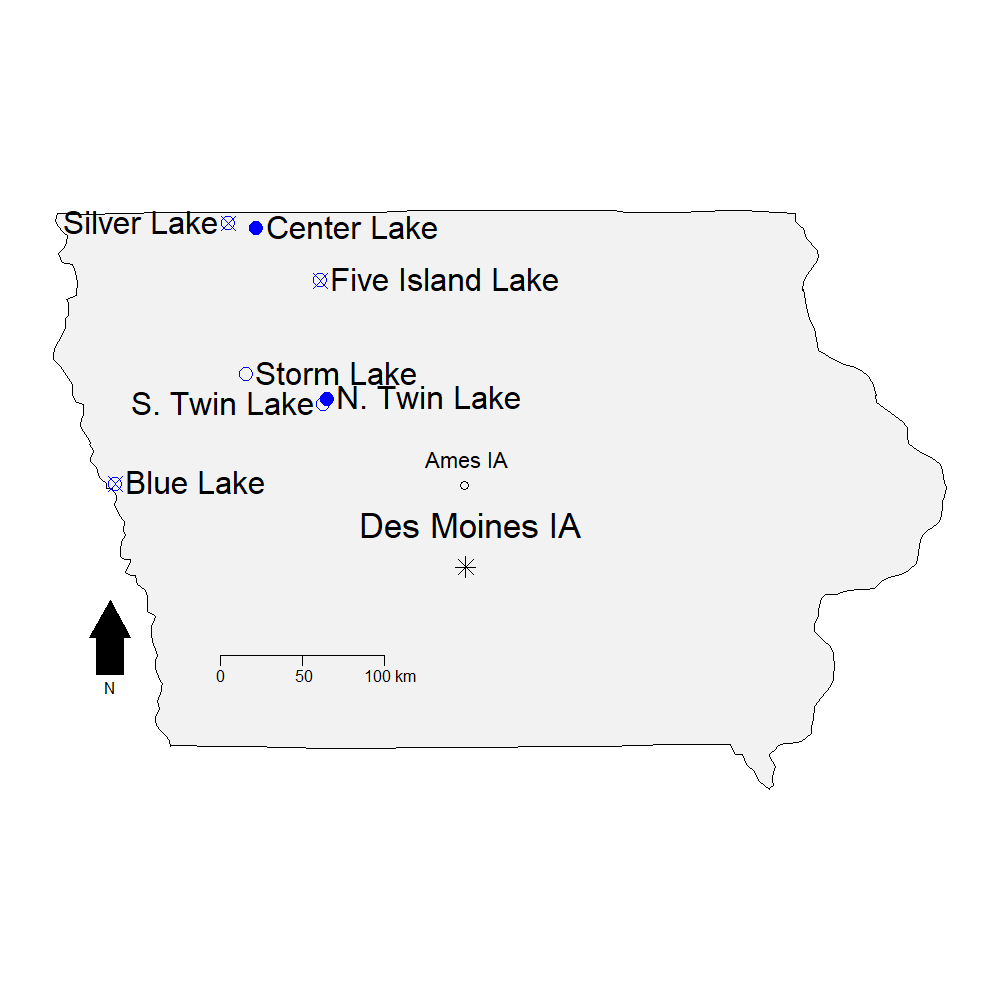 Silver Lake
Center Lake
Five Island Lake
Storm Lake
N. Twin Lake
S. Twin Lake
Ames IA
Blue Lake
Des Moines IA
0 50 100 km
N